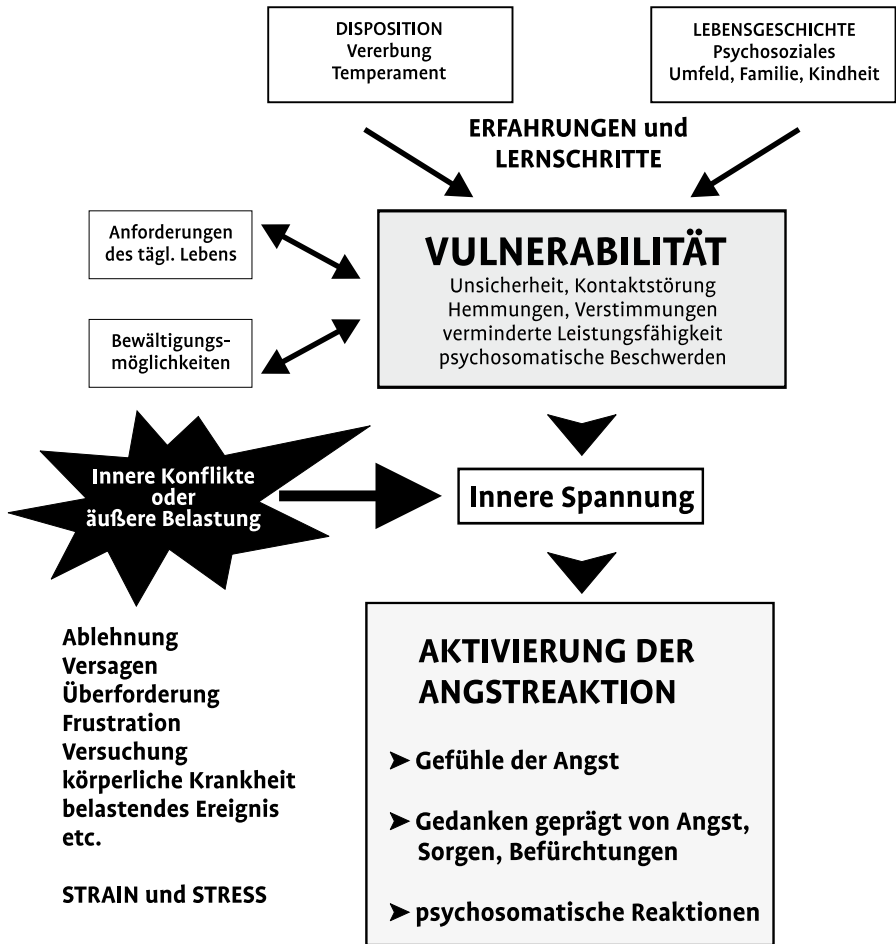 DISPOSITION
Vererbung
Temperament
LEBENSGESCHICHTE
Psychosoziales
Umfeld, Familie, Kindheit
ERFAHRUNGEN und
LERNSCHRITTE
Anforderungen
des tägl. Lebens
VULNERABILITÄT
Unsicherheit, Kontaktstörung
Hemmungen, Verstimmungen
verminderte Leistungsfähigkeit
psychosomatische Beschwerden
Bewältigungs-
möglichkeiten
Innere Konflikte
oder
äußere Belastung
Innere Spannung
Ablehnung
Versagen
Überforderung
Frustration
Versuchung
körperliche Krankheit
belastendes Ereignis
etc.
STRAIN und STRESS
AKTIVIERUNG DER
ANGSTREAKTION
➤ Gefühle der Angst
➤ Gedanken geprägt von Angst,
Sorgen, Befürchtungen
➤ psychosomatische Reaktionen